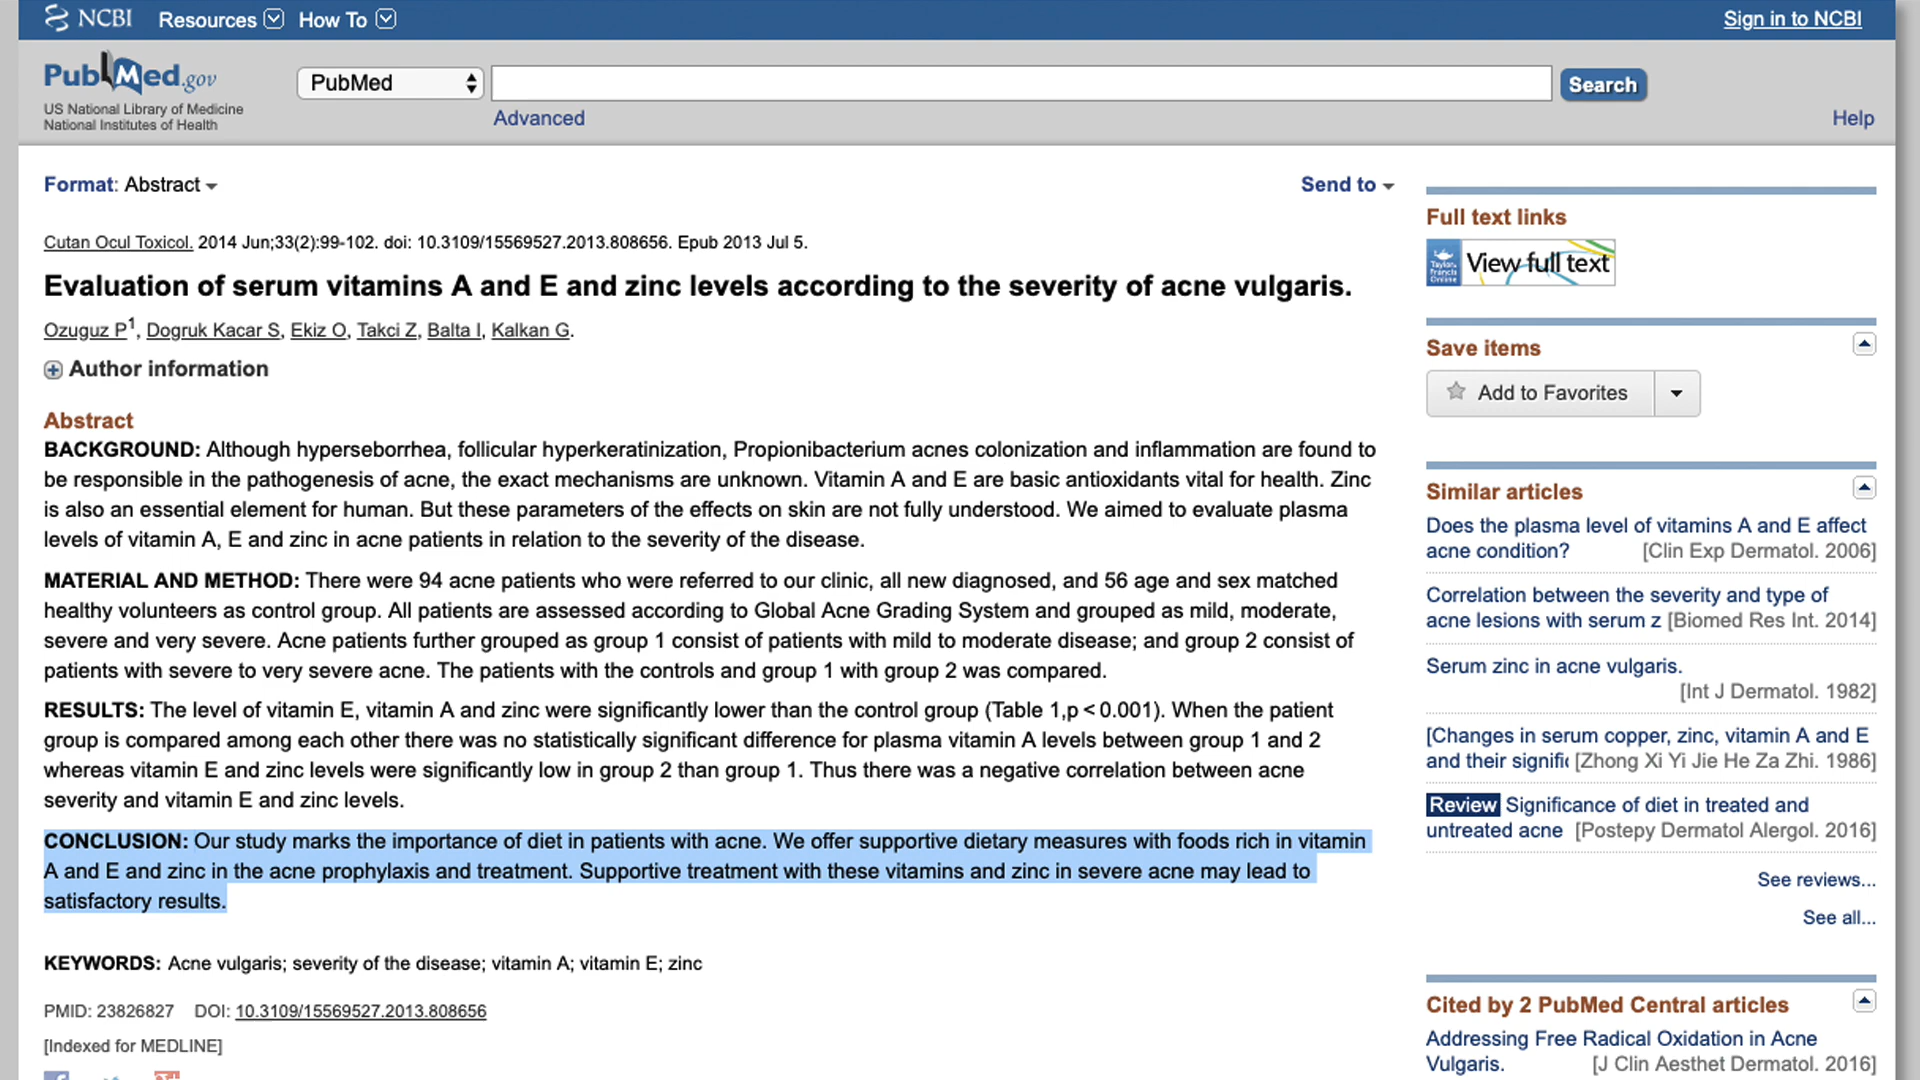 NCBI Resources How To Sign in to NCBI
PubMed.gov
US National Library of Medicine
National Institutes of Health
PubMed
Search
Advanced
Help
Format: Abstract
Send to
Cutan Ocul Toxicol. 2014 Jun;33(2):99-102. doi: 10.3109/15569527.2013.808656. Epub 2013 Jul 5.
Evaluation of serum vitamins A and E and zinc levels according to the severity of acne vulgaris.
Ozuguz P1, Dogruk Kacar S, Ekiz O, Takci Z, Balta I, Kalkan G.
Author information
Abstract
BACKGROUND: Although hyperseborrhea, follicular hyperkeratinization, Propionibacterium acnes colonization and inflammation are found to
be responsible in the pathogenesis of acne, the exact mechanisms are unknown. Vitamin A and E are basic antioxidants vital for health. Zinc
is also an essential element for human. But these parameters of the effects on skin are not fully understood. We aimed to evaluate plasma
levels of vitamin A, E and zinc in acne patients in relation to the severity of the disease.
MATERIAL AND METHOD: There were 94 acne patients who were referred to our clinic, all new diagnosed, and 56 age and sex matched
healthy volunteers as control group. All patients are assessed according to Global Acne Grading System and grouped as mild, moderate,
severe and very severe. Acne patients further grouped as group 1 consist of patients with mild to moderate disease; and group 2 consist of
patients with severe to very severe acne. The patients with the controls and group 1 with group 2 was compared.
RESULTS: The level of vitamin E, vitamin A and zinc were significantly lower than the control group (Table 1,p < 0.001). When the patient
group is compared among each other there was no statistically significant difference for plasma vitamin A levels between group 1 and 2
whereas vitamin E and zinc levels were significantly low in group 2 than group 1. Thus there was a negative correlation between acne
severity and vitamin E and zinc levels.
CONCLUSION: Our study marks the importance of diet in patients with acne. We offer supportive dietary measures with foods rich in vitamin
A and E and zinc in the acne prophylaxis and treatment. Supportive treatment with these vitamins and zinc in severe acne may lead to
satisfactory results.
KEYWORDS: Acne vulgaris; severity of the disease; vitamin A; vitamin E; zinc
PMID: 23826827 DOI: 10.3109/15569527.2013.808656
[Indexed for MEDLINE]
Full text links
Taylor & Francis Online View full text
Save items
Add to Favorites
Similar articles
Does the plasma level of vitamins A and E affect
acne condition? [Clin Exp Dermatol. 2006]
Correlation between the severity and type of
acne lesions with serum z [Biomed Res Int. 2014]
Serum zinc in acne vulgaris.
[Int J Dermatol. 1982]
[Changes in serum copper, zinc, vitamin A and E
and their signific [Zhong Xi Yi Jie He Za Zhi. 1986]
Review Significance of diet in treated and
untreated acne [Postepy Dermatol Alergol. 2016]
See reviews...
See all...
Cited by 2 PubMed Central articles
Addressing Free Radical Oxidation in Acne
Vulgaris. [J Clin Aesthet Dermatol. 2016]